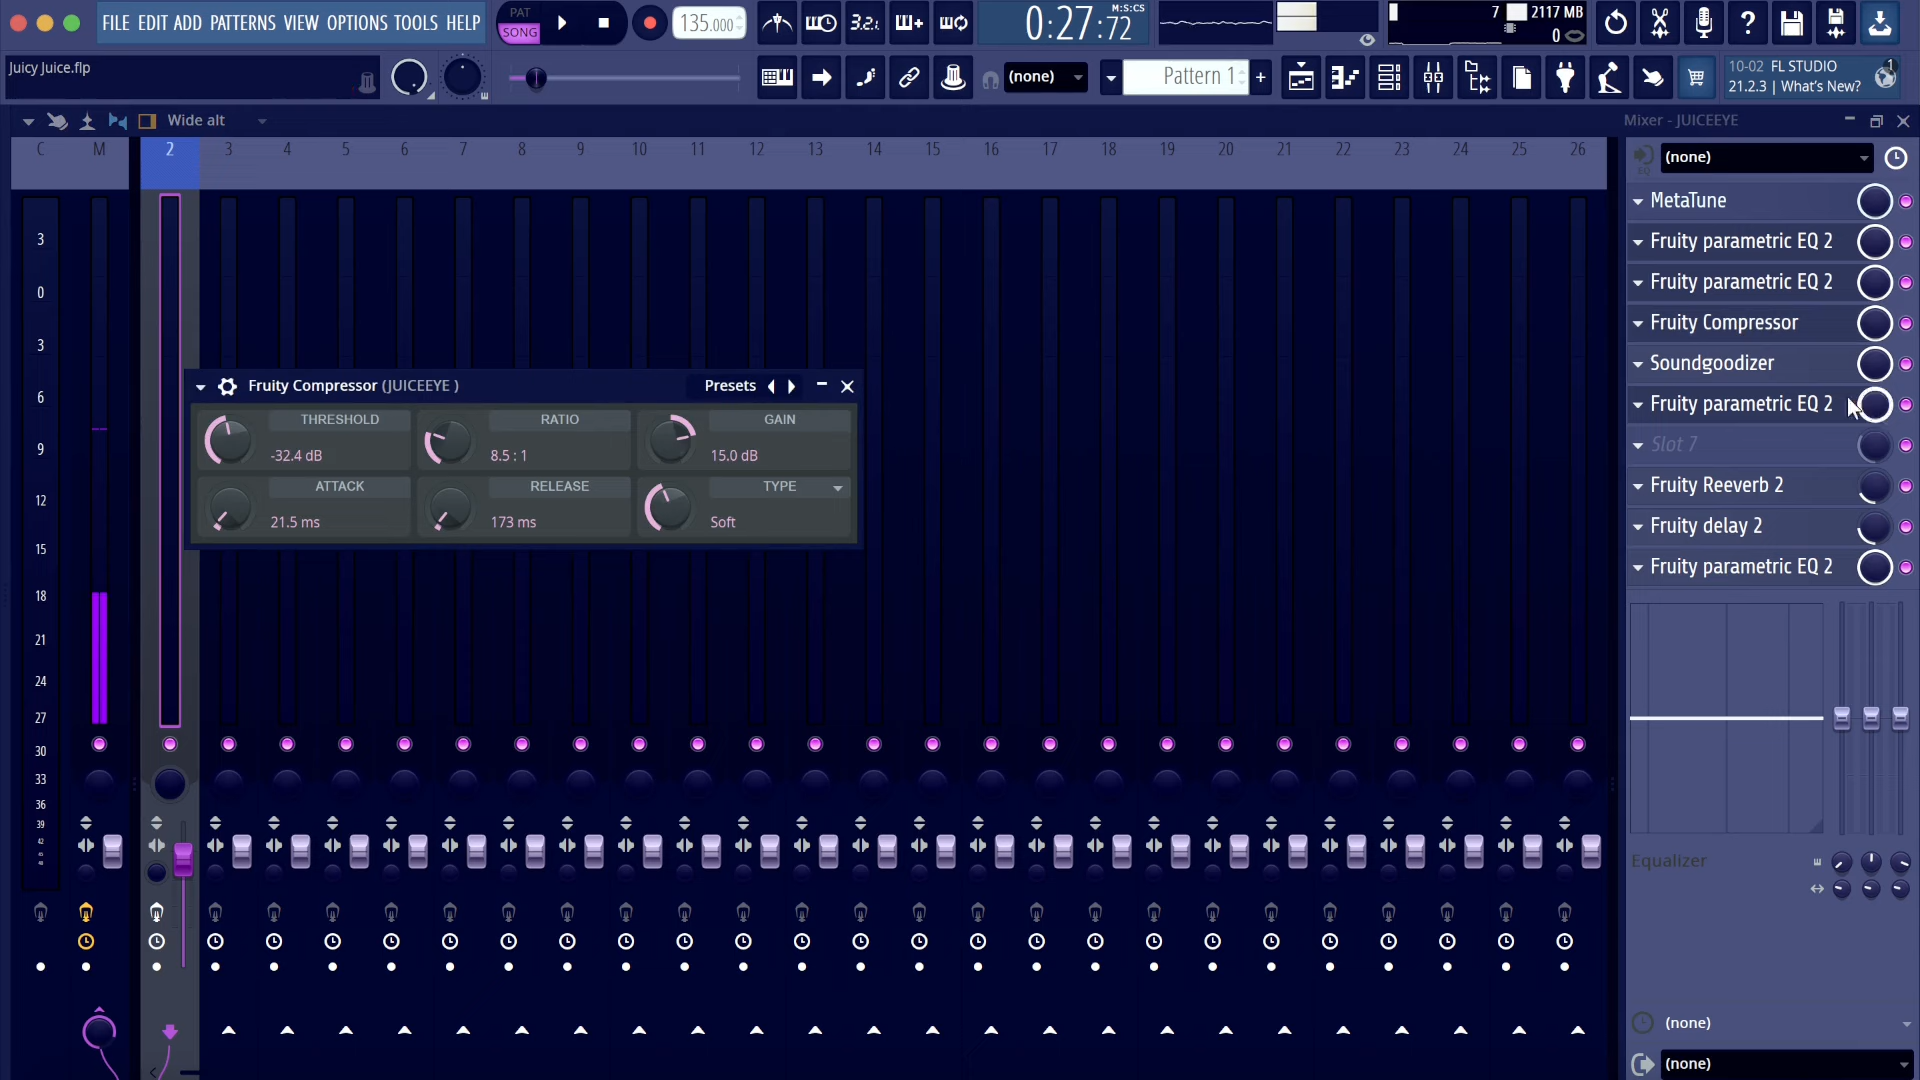 FILE EDIT ADD PATTERNS VIEW OPTIONS TOOLS HELP
PAT
SONG
135.000
3.2.
0:27:72
M:S:CS
7
2117 MB
0
Juicy Juice.flp
(none)
Pattern 1
10-02 FL STUDIO
21.2.3 | What's New?
1
Wide alt
Mixer - JUICEEYE
C M 2 3 4 5 6 7 8 9 10 11 12 13 14 15 16 17 18 19 20 21 22 23 24 25 26
(none)
EQ
MetaTune
Fruity parametric EQ 2
Fruity parametric EQ 2
Fruity Compressor
Soundgoodizer
Fruity parametric EQ 2
Slot 7
Fruity Reeverb 2
Fruity delay 2
Fruity parametric EQ 2
3
0
3
6
9
12
15
18
21
24
27
30
33
36
39
Fruity Compressor (JUICEEYE )
Presets
THRESHOLD
-32.4 dB
RATIO
8.5 : 1
GAIN
15.0 dB
ATTACK
21.5 ms
RELEASE
173 ms
TYPE
Soft
Equalizer
(none)
(none)